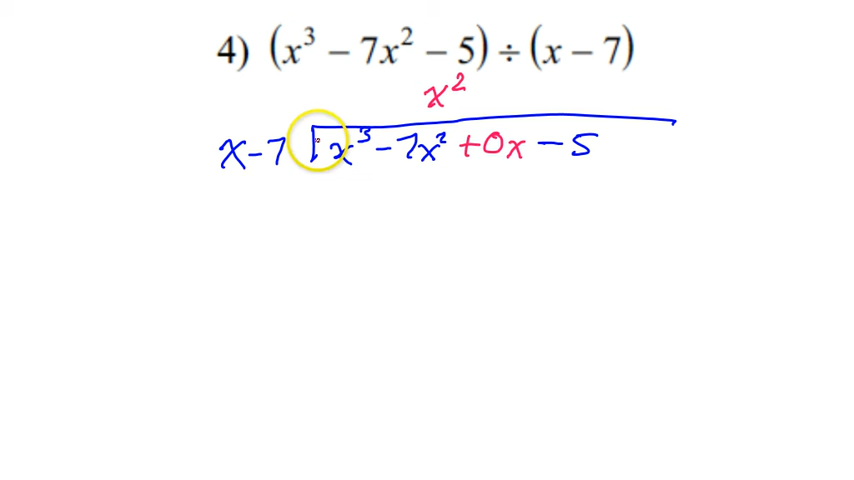 4) (x³ − 7x² − 5) ÷ (x − 7)
x²
x − 7 x³ − 7x² + 0x − 5